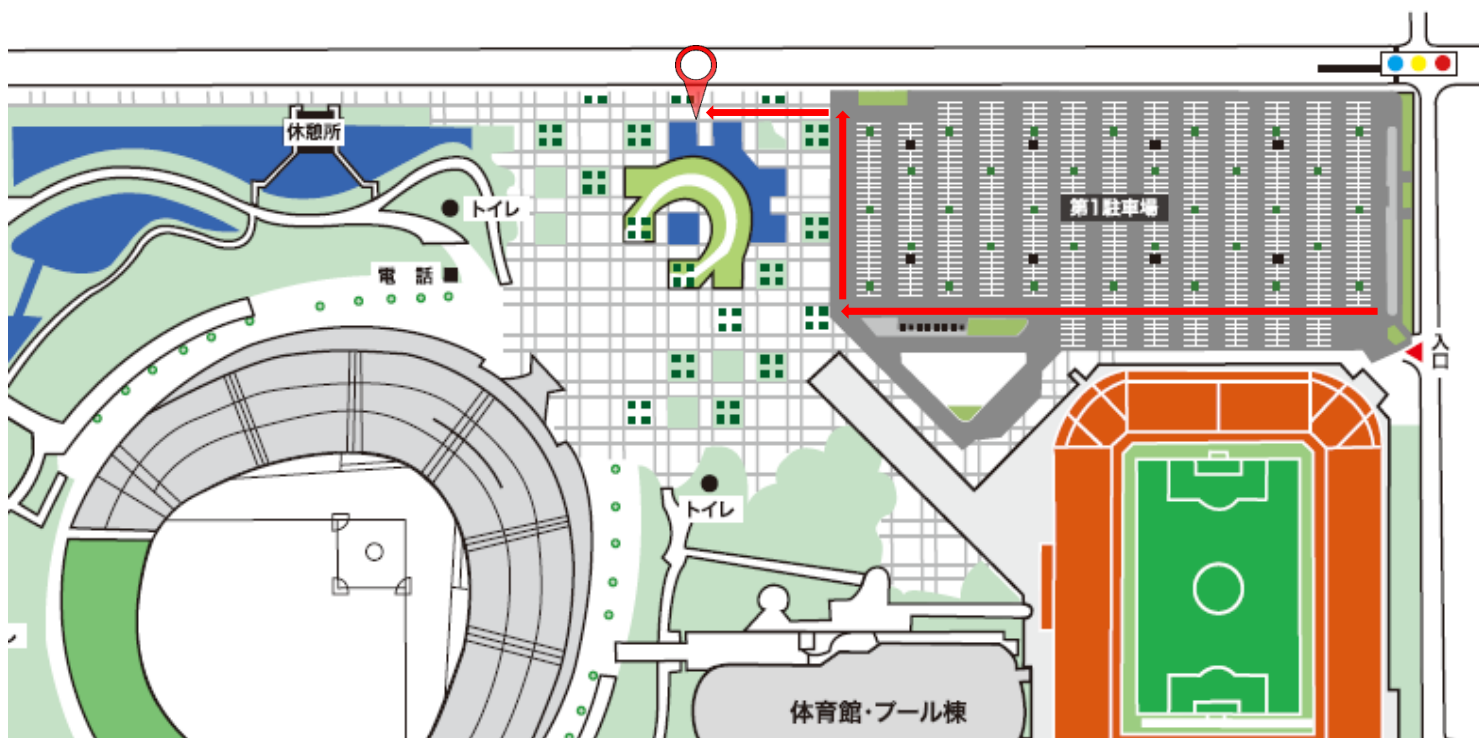 休憩所
トイレ
第1駐車場
電話
入口
トイレ
体育館・プール棟